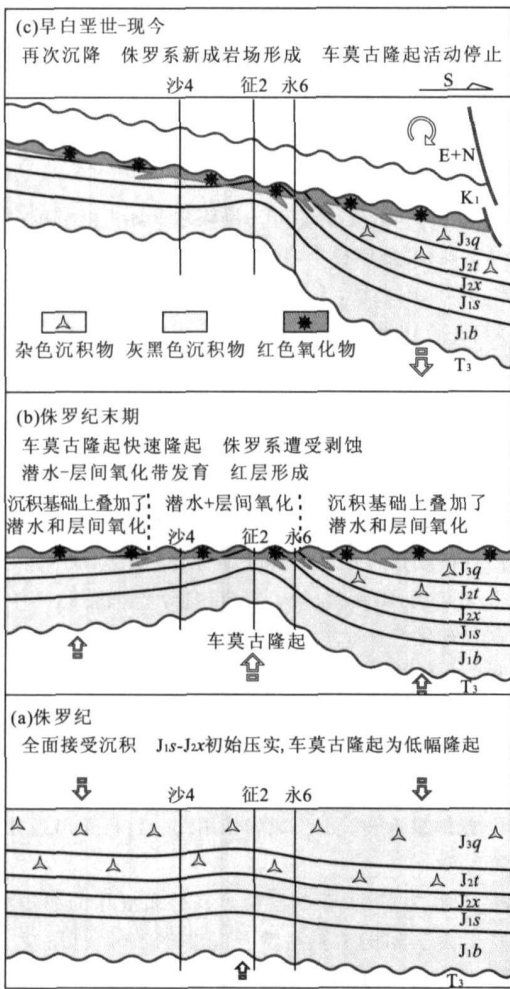 (c)早白垩世-现今
再次沉降 侏罗系新成岩场形成 车莫古隆起活动停止
沙4 征2 永6 S
E+N
K₁
J₃q
J₂t
J₂x
J₁s
J₁b
T₃
杂色沉积物 灰黑色沉积物 红色氧化物
(b)侏罗纪末期
车莫古隆起快速隆起 侏罗系遭受剥蚀
潜水-层间氧化带发育 红层形成
沉积基础上叠加了 潜水+层间氧化 沉积基础上叠加了
潜水和层间氧化 潜水和层间氧化
沙4 征2 永6
J₃q
J₂t
J₂x
J₁s
车莫古隆起
J₁b
T₃
(a)侏罗纪
全面接受沉积 J₁s-J₂x初始压实,车莫古隆起为低幅隆起
沙4 征2 永6
J₃q
J₂t
J₂x
J₁s
J₁b
T₃